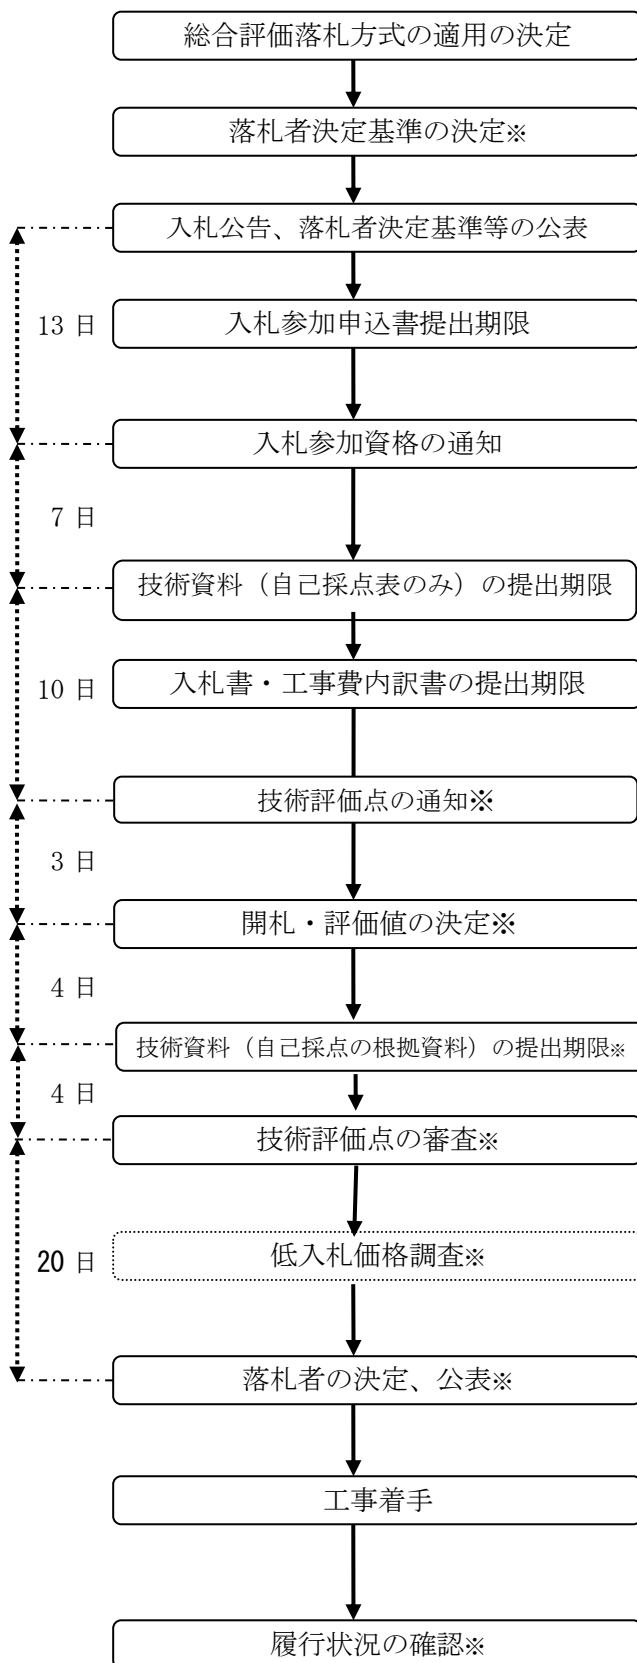 総合評価落札方式の適用の決定
落札者決定基準の決定※
入札公告、落札者決定基準等の公表
13 日
入札参加申込書提出期限
入札参加資格の通知
7 日
技術資料（自己採点表のみ）の提出期限
10 日
入札書・工事費内訳書の提出期限
技術評価点の通知※
3 日
開札・評価値の決定※
4 日
技術資料（自己採点の根拠資料）の提出期限※
4 日
技術評価点の審査※
20 日
低入札価格調査※
落札者の決定、公表※
工事着手
履行状況の確認※